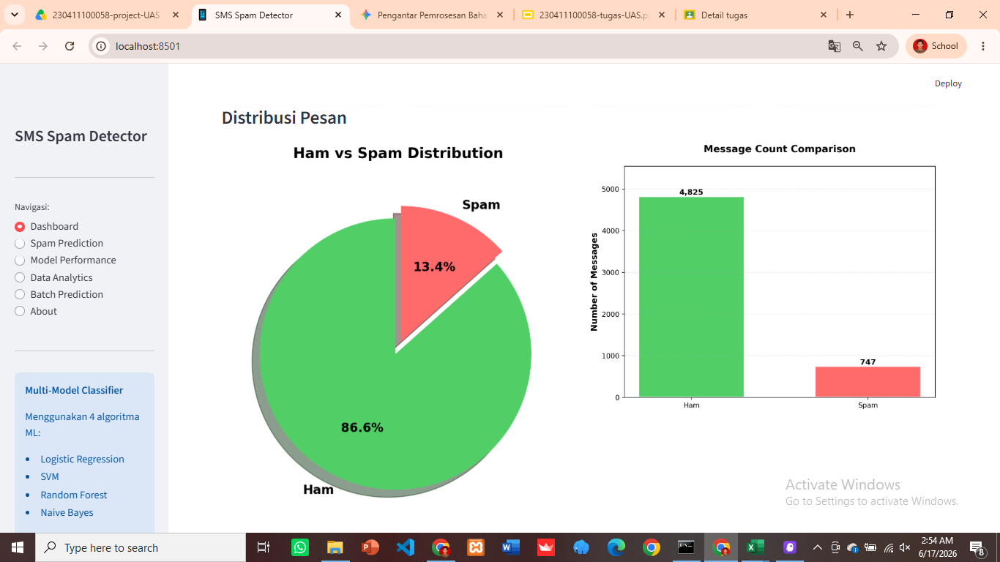 230411100058-project-UAS
SMS Spam Detector
Pengantar Pemrosesan Baha
230411100058-tugas-UAS.p
Detail tugas
localhost:8501
School
Deploy
SMS Spam Detector
Navigasi:
Dashboard
Spam Prediction
Model Performance
Data Analytics
Batch Prediction
About
Multi-Model Classifier
Menggunakan 4 algoritma
ML:
Logistic Regression
SVM
Random Forest
Naive Bayes
Distribusi Pesan
Ham vs Spam Distribution
Spam
13.4%
86.6%
Ham
Message Count Comparison
Number of Messages
5000
4000
3000
2000
1000
0
4,825
747
Ham
Spam
Activate Windows
Go to Settings to activate Windows.
Type here to search
2:54 AM
6/17/2026
8